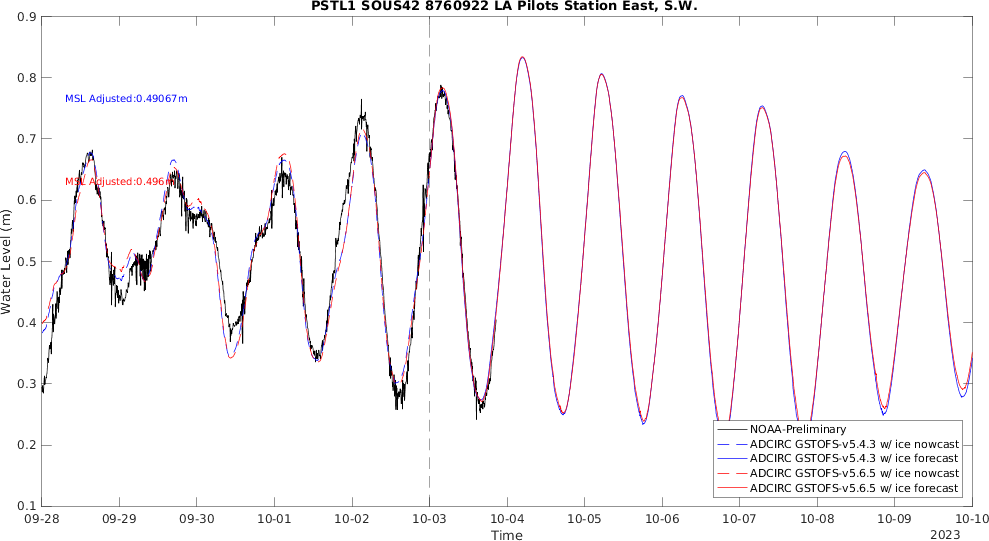 PSTL1 SOUS42 8760922 LA Pilots Station East, S.W.
0.9
0.8
0.7
0.6
0.5
0.4
0.3
0.2
0.1
Water Level (m)
MSL Adjusted:0.49067m
MSL
NOAA-Preliminary
ADCIRC GSTOFS-v5.4.3 w/ ice nowcast
ADCIRC GSTOFS-v5.4.3 w/ ice forecast
ADCIRC GSTOFS-v5.6.5 w/ ice nowcast
ADCIRC GSTOFS-v5.6.5 w/ ice forecast
09-28 09-29 09-30 10-01 10-02 10-03 10-04 10-05 10-06 10-07 10-08 10-09 10-10
Time
2023